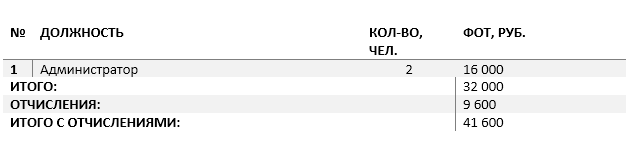 № ДОЛЖНОСТЬ КОЛ-ВО, ЧЕЛ. ФОТ, РУБ.
1 Администратор 2 16 000
ИТОГО: 32 000
ОТЧИСЛЕНИЯ: 9 600
ИТОГО С ОТЧИСЛЕНИЯМИ: 41 600